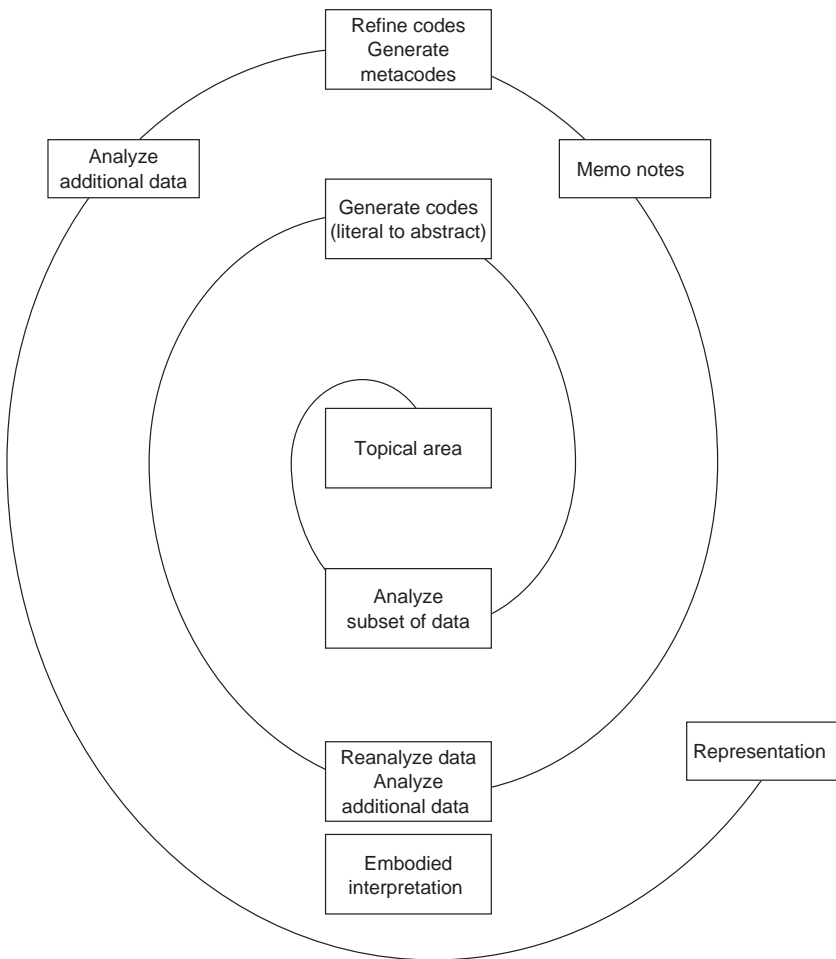 Refine codes
Generate
metacodes
Analyze
additional data
Memo notes
Generate codes
(literal to abstract)
Topical area
Analyze
subset of data
Reanalyze data
Analyze
additional data
Representation
Embodied
interpretation